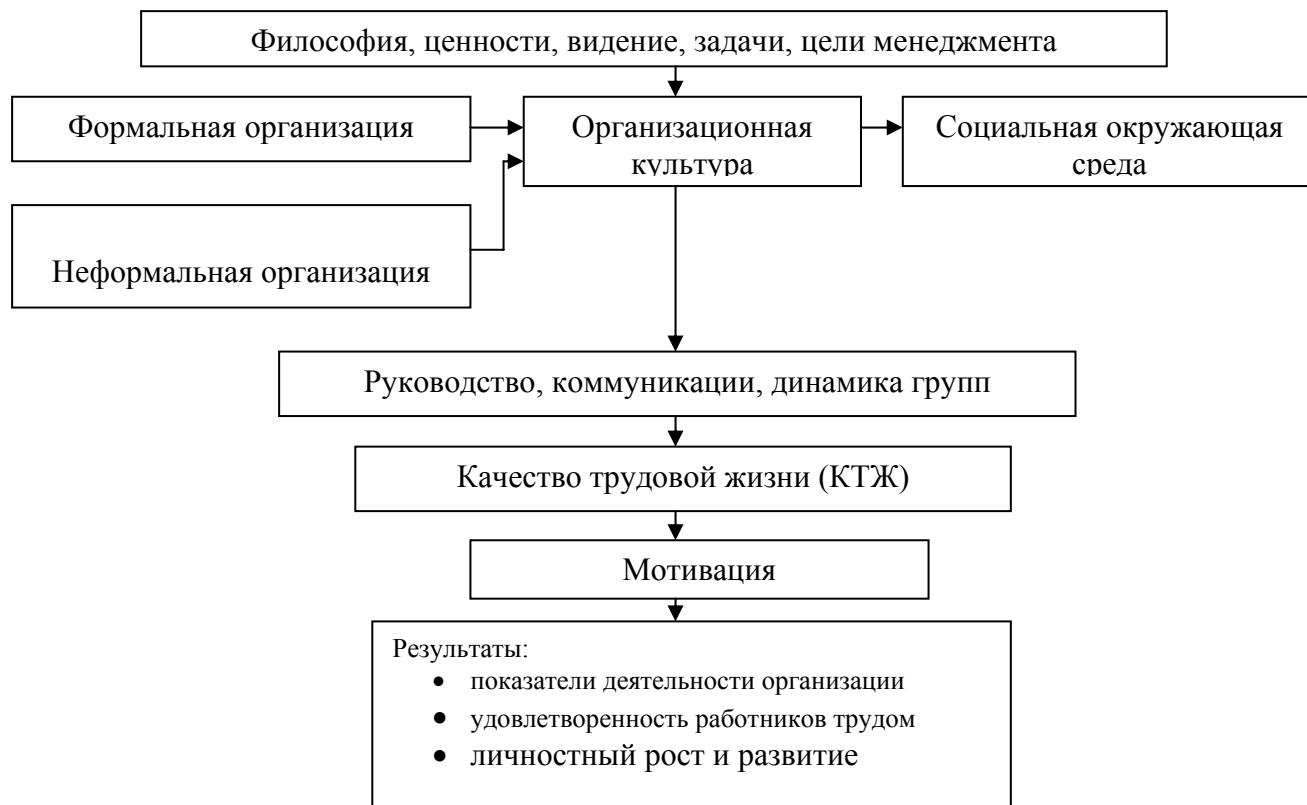 Философия, ценности, видение, задачи, цели менеджмента
Формальная организация
Организационная
культура
Социальная окружающая
среда
Неформальная организация
Руководство, коммуникации, динамика групп
Качество трудовой жизни (КТЖ)
Мотивация
Результаты:
• показатели деятельности организации
• удовлетворенность работников трудом
• личностный рост и развитие